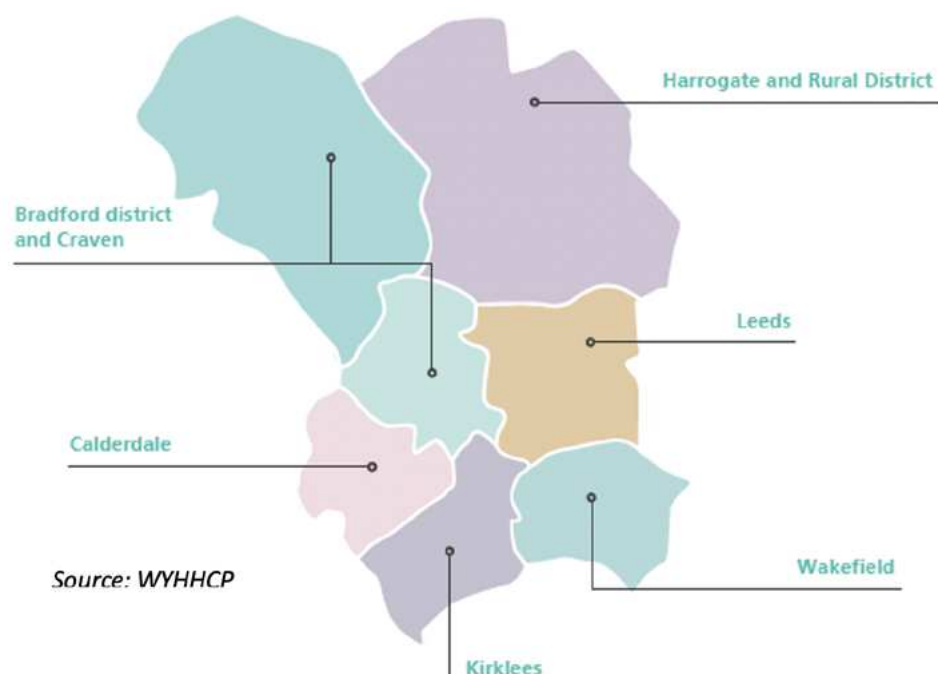 Harrogate and Rural District
Bradford district
and Craven
Leeds
Calderdale
Source: WYHHCP
Wakefield
Kirklees